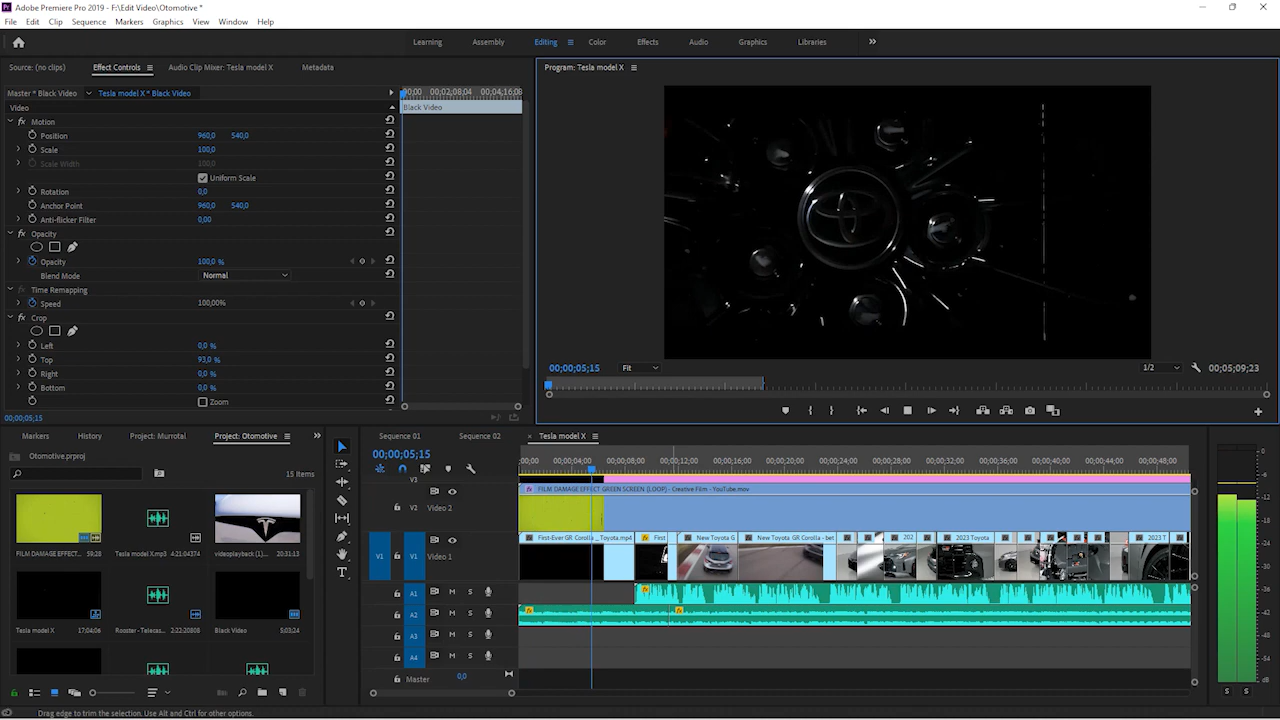 Adobe Premiere Pro 2019 - F:\Edit Video\Otomotive *
File Edit Clip Sequence Markers Graphics View Window Help
Learning Assembly Editing Color Effects Audio Graphics Libraries
Source: (no clips) Effect Controls Audio Clip Mixer: Tesla model X Metadata
Program: Tesla model X
Master * Black Video Tesla model X * Black Video
00;00 00;02;08;04 00;04;16;08
Video
Black Video
Motion
Position 960,0 540,0
Scale 100,0
Scale Width 100,0
Uniform Scale
Rotation 0,0
Anchor Point 960,0 540,0
Anti-flicker Filter 0,00
Opacity
Opacity 100,0 %
Blend Mode Normal
Time Remapping
Speed 100,00%
Crop
Left 0,0 %
Top 93,0 %
Right 0,0 %
Bottom 0,0 %
Zoom
00;00;05;15
00;00;05;15 Fit 1/2 00;05;09;23
Markers History Project: Murrotal Project: Otomotive
Otomotive.prproj
15 Items
FILM DAMAGE EFFECT... 59;28
Tesla model X.mp3 4:21:04374
videoplayback (1)... 20;31;13
Tesla model X 17;04;06
Rooster - Telecas... 2:22:20808
Black Video 5;03;24
Sequence 01 Sequence 02 Tesla model X
00;00;05;15
;00;00 00;00;04;00 00;00;08;00 00;00;12;00 00;00;16;00 00;00;20;00 00;00;24;00 00;00;28;00 00;00;32;00 00;00;36;00 00;00;40;00 00;00;44;00 00;00;48;00
V3
FILM DAMAGE EFFECT GREEN SCREEN (LOOP) - Creative Film - YouTube.mov
V2 Video 2
First-Ever GR Corolla _ Toyota.mp4 First New Toyota G New Toyota GR Corolla - bet 202 2023 Toyota 2023 T
V1 V1 Video 1
A1 M S
A2 M S
A3 M S
A4 M S
Master 0,0
0
-6
-12
-18
-24
-30
-36
-42
-48
-54
dB
S S
Drag edge to trim the selection. Use Alt and Ctrl for other options.